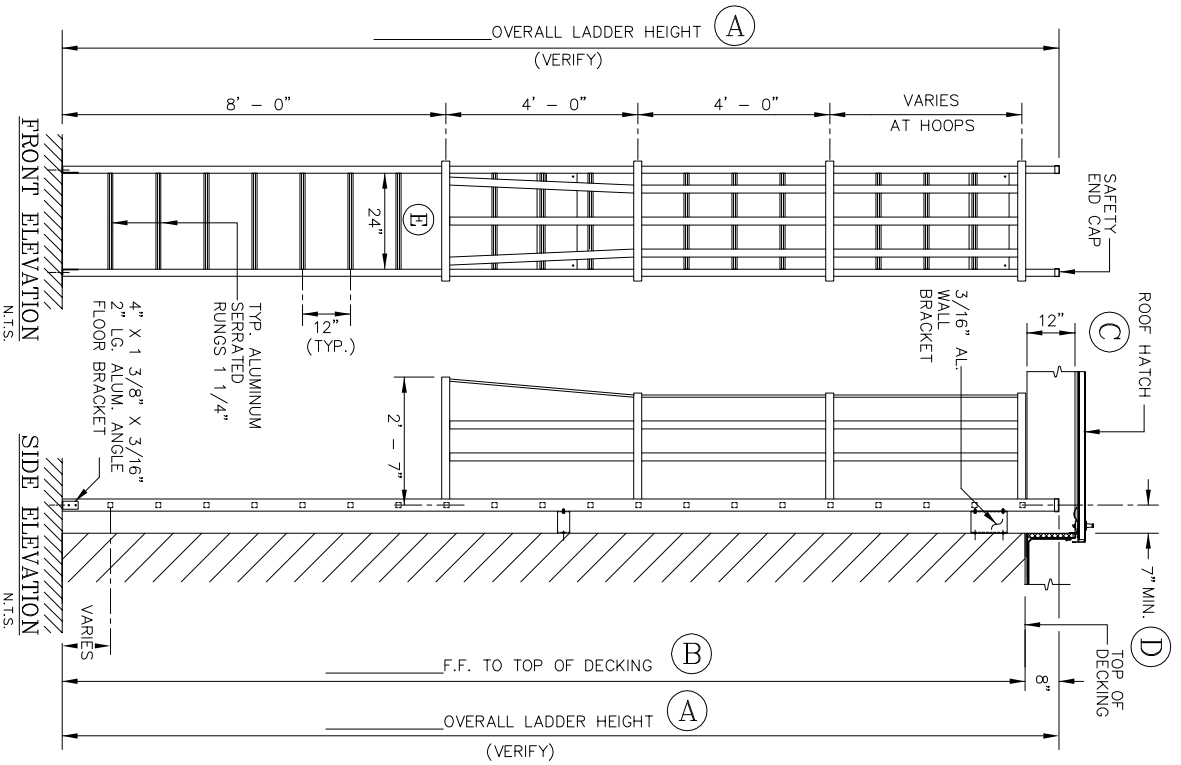 ________OVERALL LADDER HEIGHT A
(VERIFY)
8' - 0"
4' - 0"
4' - 0"
VARIES
AT HOOPS
SAFETY
END CAP
E
24"
12"
(TYP.)
TYP. ALUMINUM
SERRATED
RUNGS 1 1/4"
4" X 1 3/8" X 3/16"
2" LG. ALUM. ANGLE
FLOOR BRACKET
FRONT ELEVATION
N.T.S.
ROOF HATCH
C
12"
3/16" AL.
WALL
BRACKET
2' - 7"
7" MIN.
D
TOP OF
DECKING
8"
VARIES
SIDE ELEVATION
N.T.S.
________F.F. TO TOP OF DECKING B
________OVERALL LADDER HEIGHT A
(VERIFY)